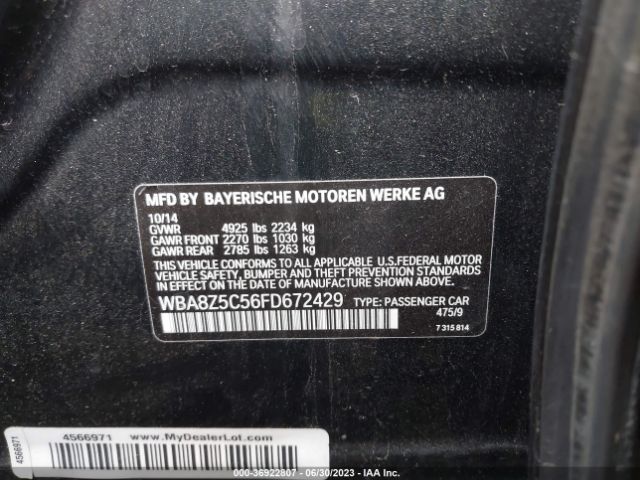 MFD BY BAYERISCHE MOTOREN WERKE AG
10/14
GVWR 4925 lbs 2234 kg
GAWR FRONT 2270 lbs 1030 kg
GAWR REAR 2785 lbs 1263 kg
THIS VEHICLE CONFORMS TO ALL APPLICABLE U.S.FEDERAL MOTOR
VEHICLE SAFETY, BUMPER AND THEFT PREVENTION STANDARDS
IN EFFECT ON THE DATE OF MANUFACTURE SHOWN ABOVE.
WBA8Z5C56FD672429 TYPE: PASSENGER CAR
475/9
7 315 814
4566971 www.MyDealerLot.com
4566971
000-36922807 - 06/30/2023 - IAA Inc.